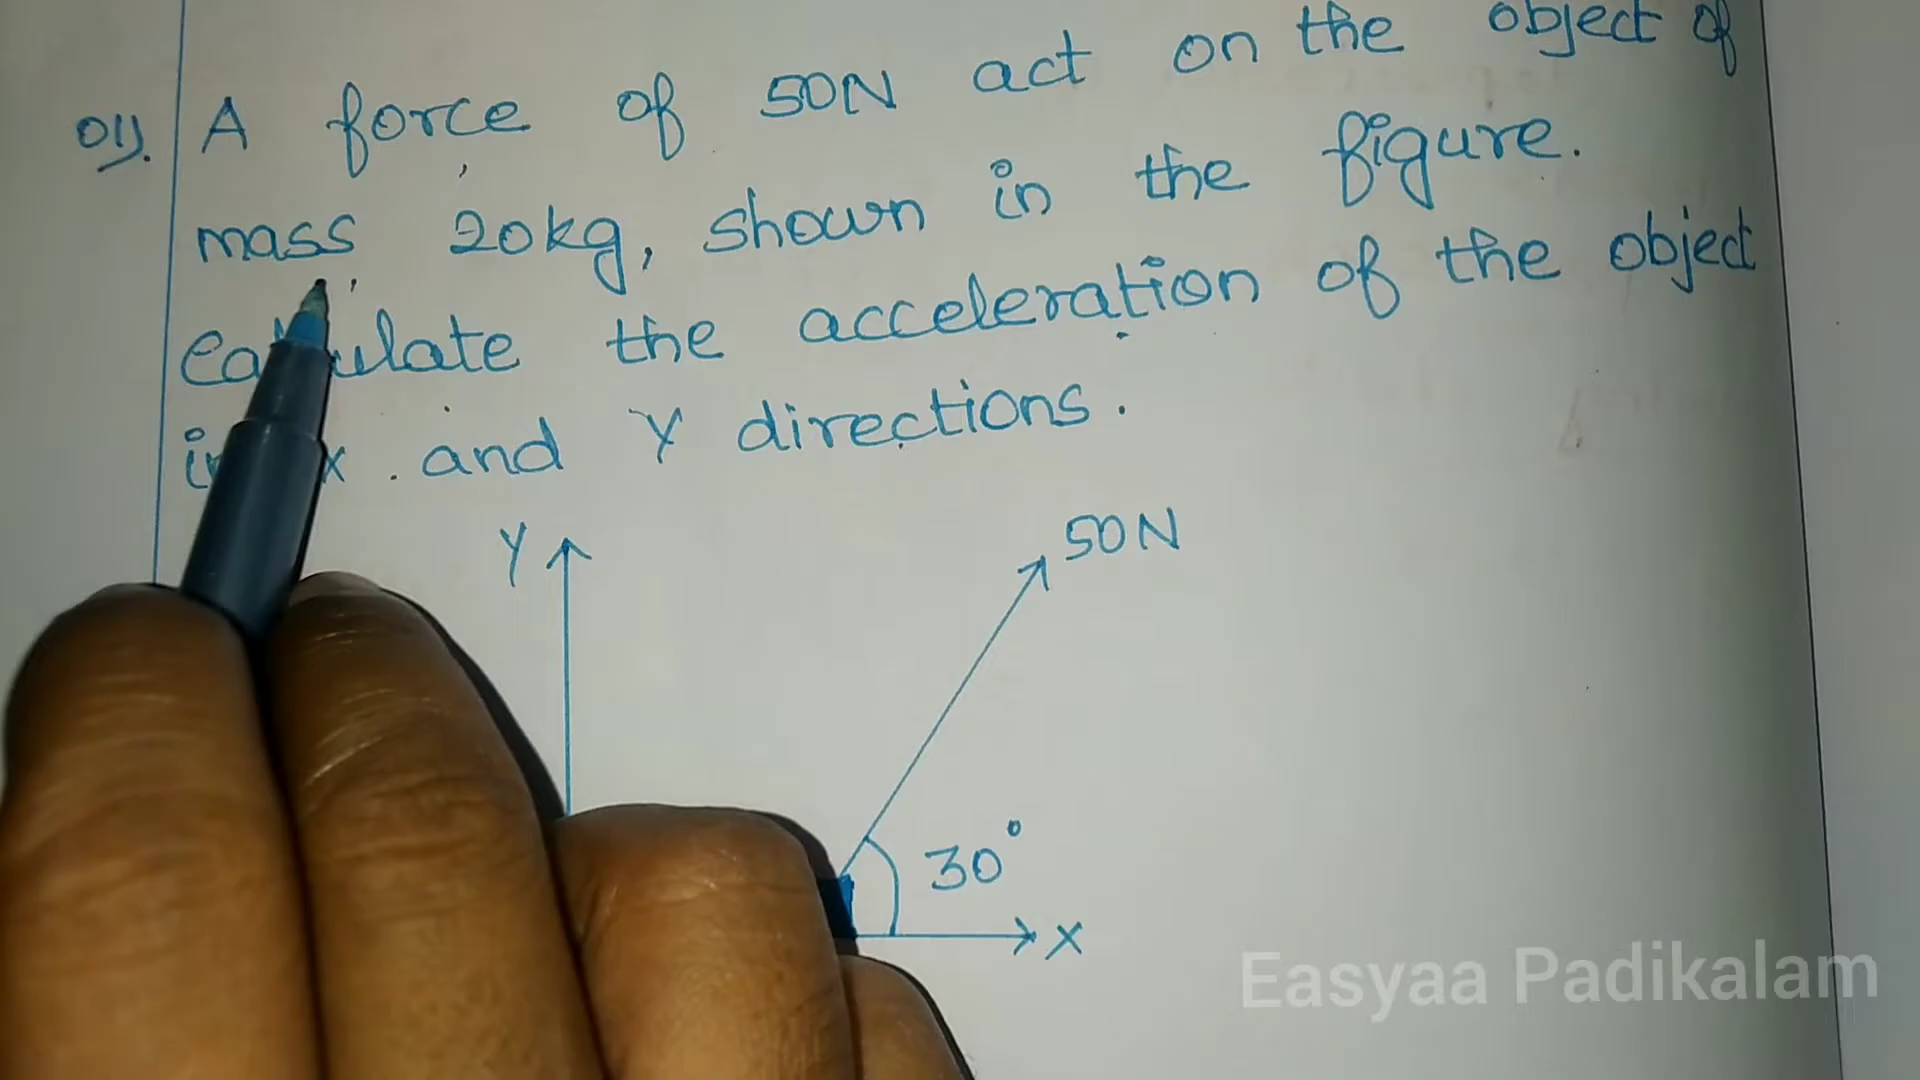 01). A force of 50N act on the object of
mass 20kg, shown in the figure.
the acceleration of the object
x and Y directions.
Y
50N
30°
X
Easyaa Padikalam